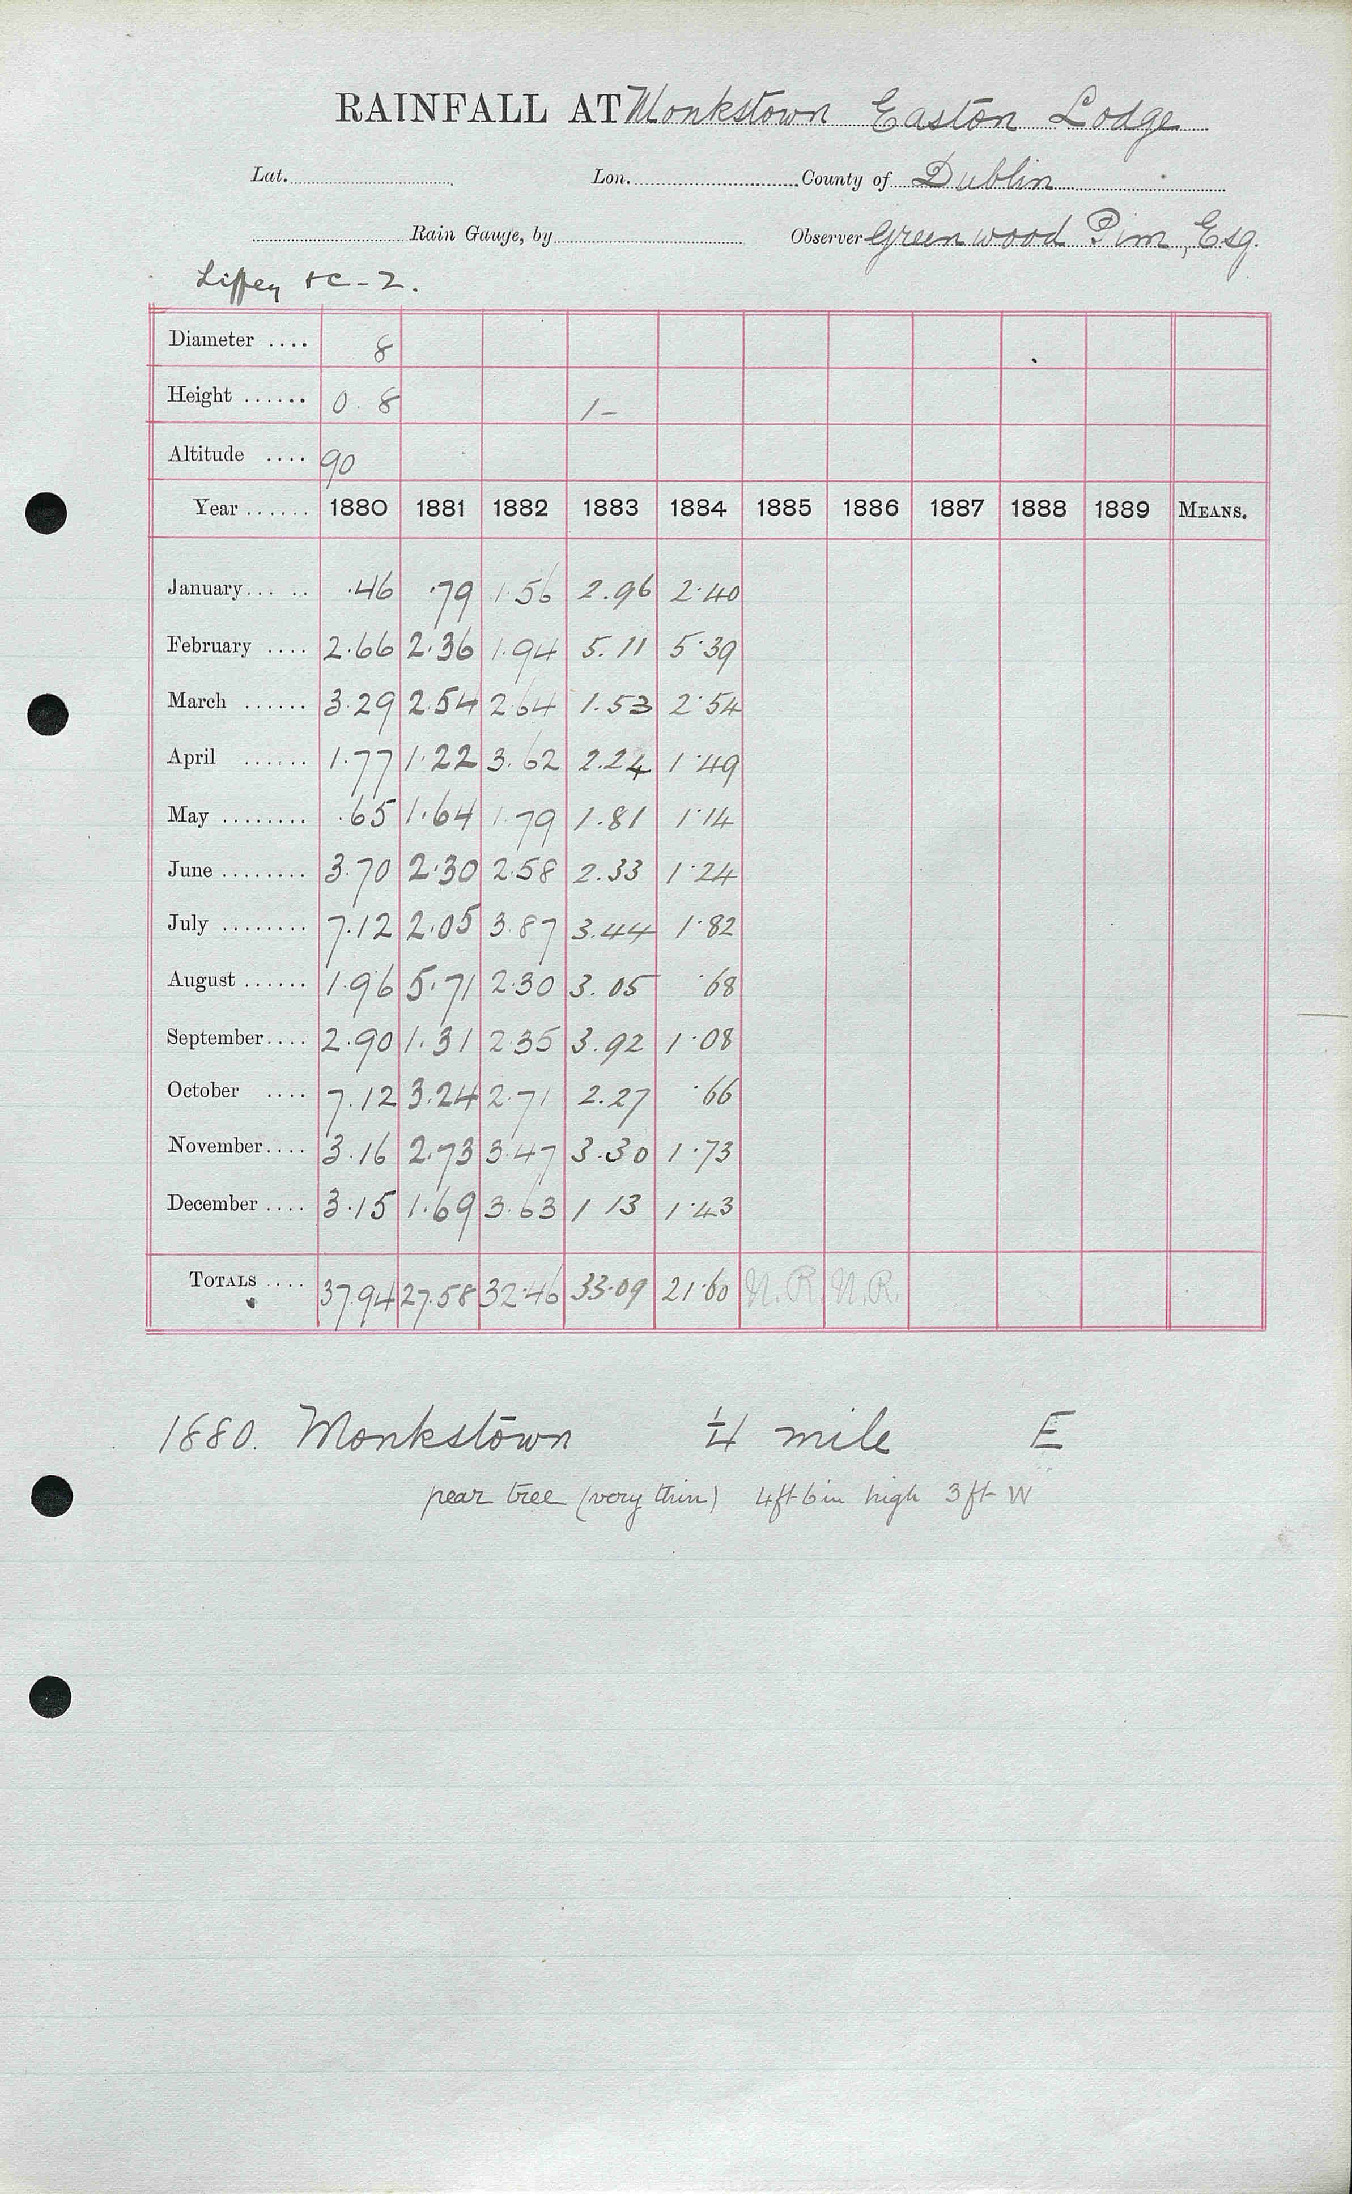 RAINFALL AT Monkstown Easton Lodge
Lat. Lon. County of Dublin
Rain Gauge, by Observer Greenwood Pim, Esq.
Liffey &c - 2.
Diameter .... 8
Height ...... 0 8 1-
Altitude .... 90
Year ...... 1880 1881 1882 1883 1884 1885 1886 1887 1888 1889 MEANS.
January ... .. .46 .79 1.56 2.96 2.40
February .... 2.66 2.36 1.94 5.11 5.39
March ...... 3.29 2.54 2.64 1.53 2.54
April ...... 1.77 1.22 3.62 2.24 1.49
May ........ .65 1.64 1.79 1.81 1.14
June ........ 3.70 2.30 2.58 2.33 1.24
July ........ 7.12 2.05 3.87 3.44 1.82
August ...... 1.96 5.71 2.30 3.05 .68
September .... 2.90 1.31 2.35 3.92 1.08
October .... 7.12 3.24 2.71 2.27 .66
November .... 3.16 2.73 3.47 3.30 1.73
December .... 3.15 1.69 3.63 1 13 1.43
TOTALS .... 37.94 27.58 32.46 33.09 21.60 N.R. N.R.
1880. Monkstown 1/4 mile E
pear tree (very thin) 4ft 6in high 3ft W